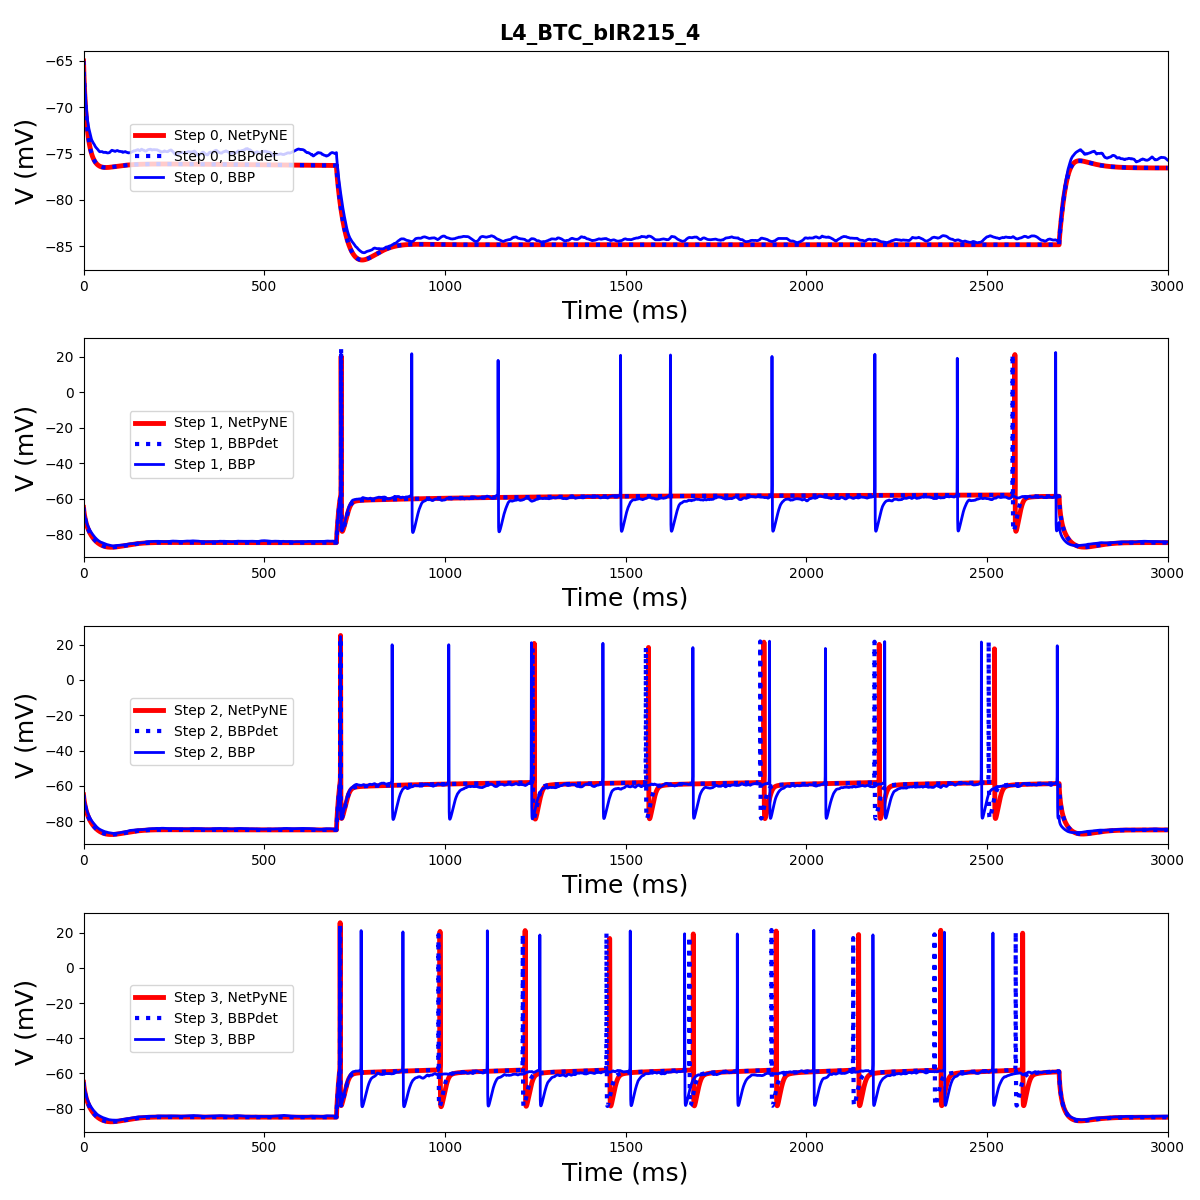 L4_BTC_bIR215_4
V (mV)
−65
−70
−75
−80
−85
Step 0, NetPyNE
Step 0, BBPdet
Step 0, BBP
0 500 1000 1500 2000 2500 3000
Time (ms)
V (mV)
20
0
−20
−40
−60
−80
Step 1, NetPyNE
Step 1, BBPdet
Step 1, BBP
0 500 1000 1500 2000 2500 3000
Time (ms)
V (mV)
20
0
−20
−40
−60
−80
Step 2, NetPyNE
Step 2, BBPdet
Step 2, BBP
0 500 1000 1500 2000 2500 3000
Time (ms)
V (mV)
20
0
−20
−40
−60
−80
Step 3, NetPyNE
Step 3, BBPdet
Step 3, BBP
0 500 1000 1500 2000 2500 3000
Time (ms)